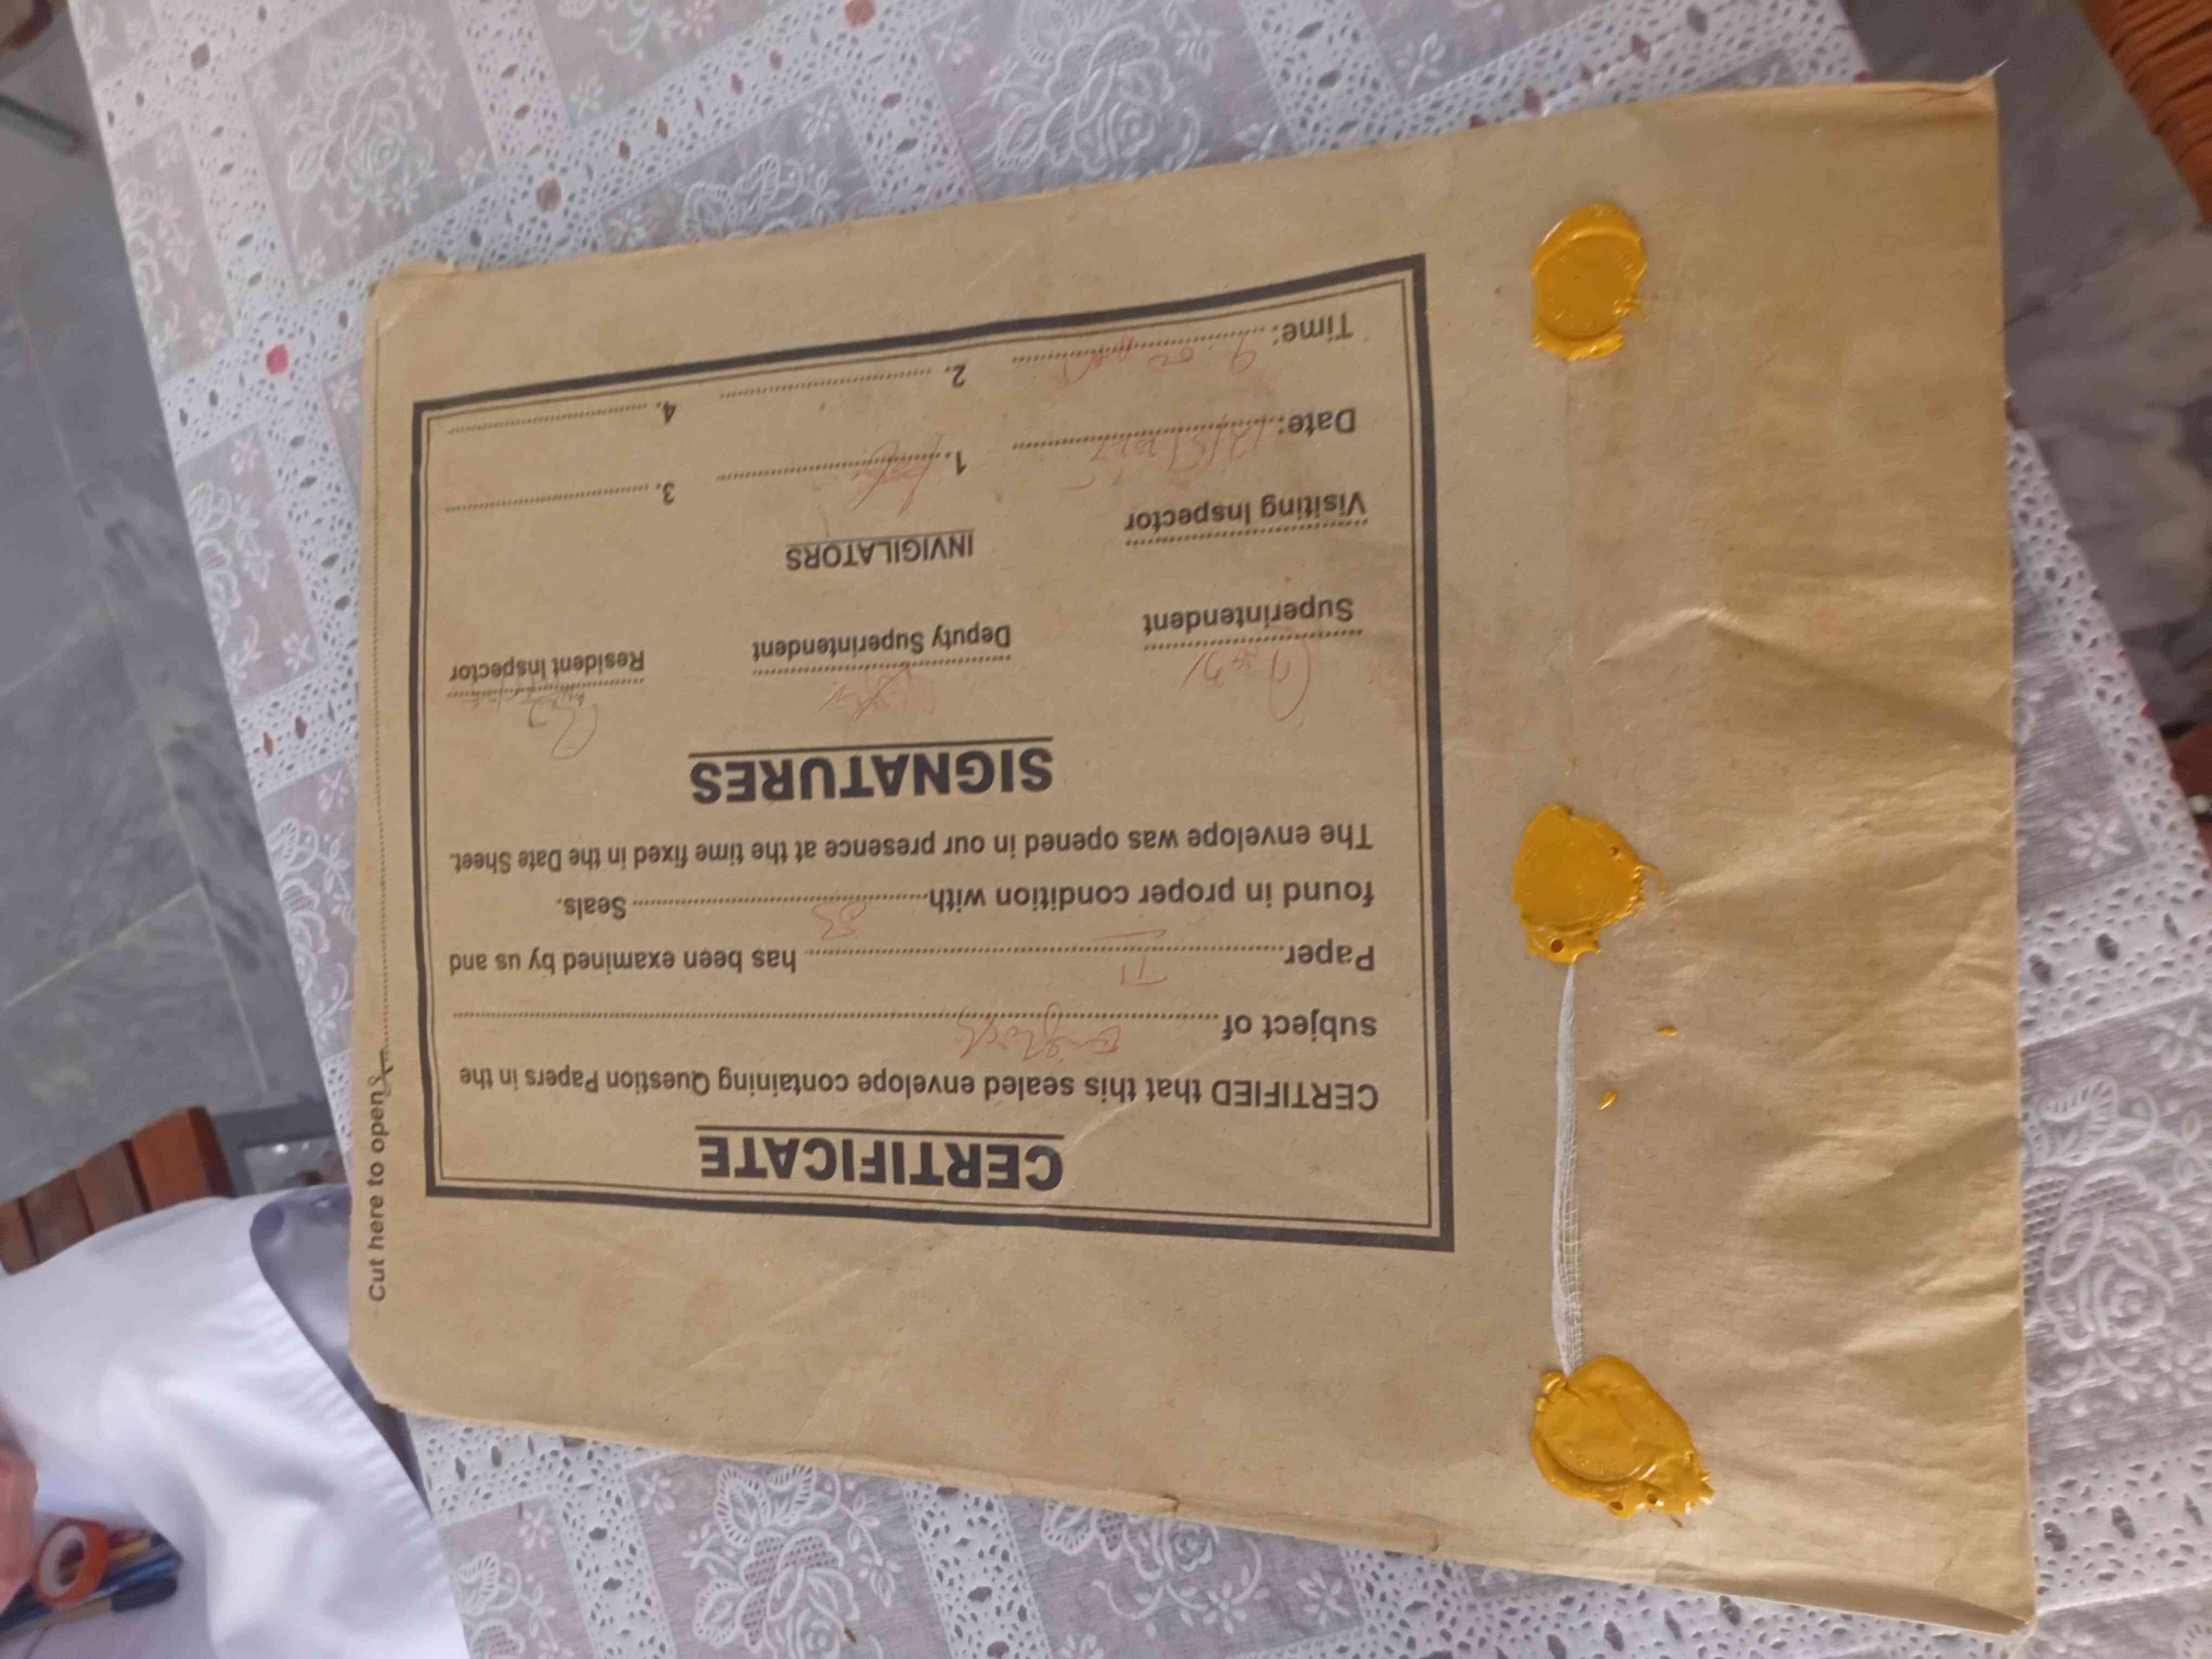 CERTIFICATE
CERTIFIED that this sealed envelope containing Question Papers in the
subject of English
Paper II has been examined by us and
found in proper condition with Seals.
The envelope was opened in our presence at the time fixed in the Date Sheet.
SIGNATURES
Superintendent Deputy Superintendent Resident Inspector
Visiting Inspector INVIGILATORS
Date: 1. 3.
Time: 2. 4.
Cut here to open